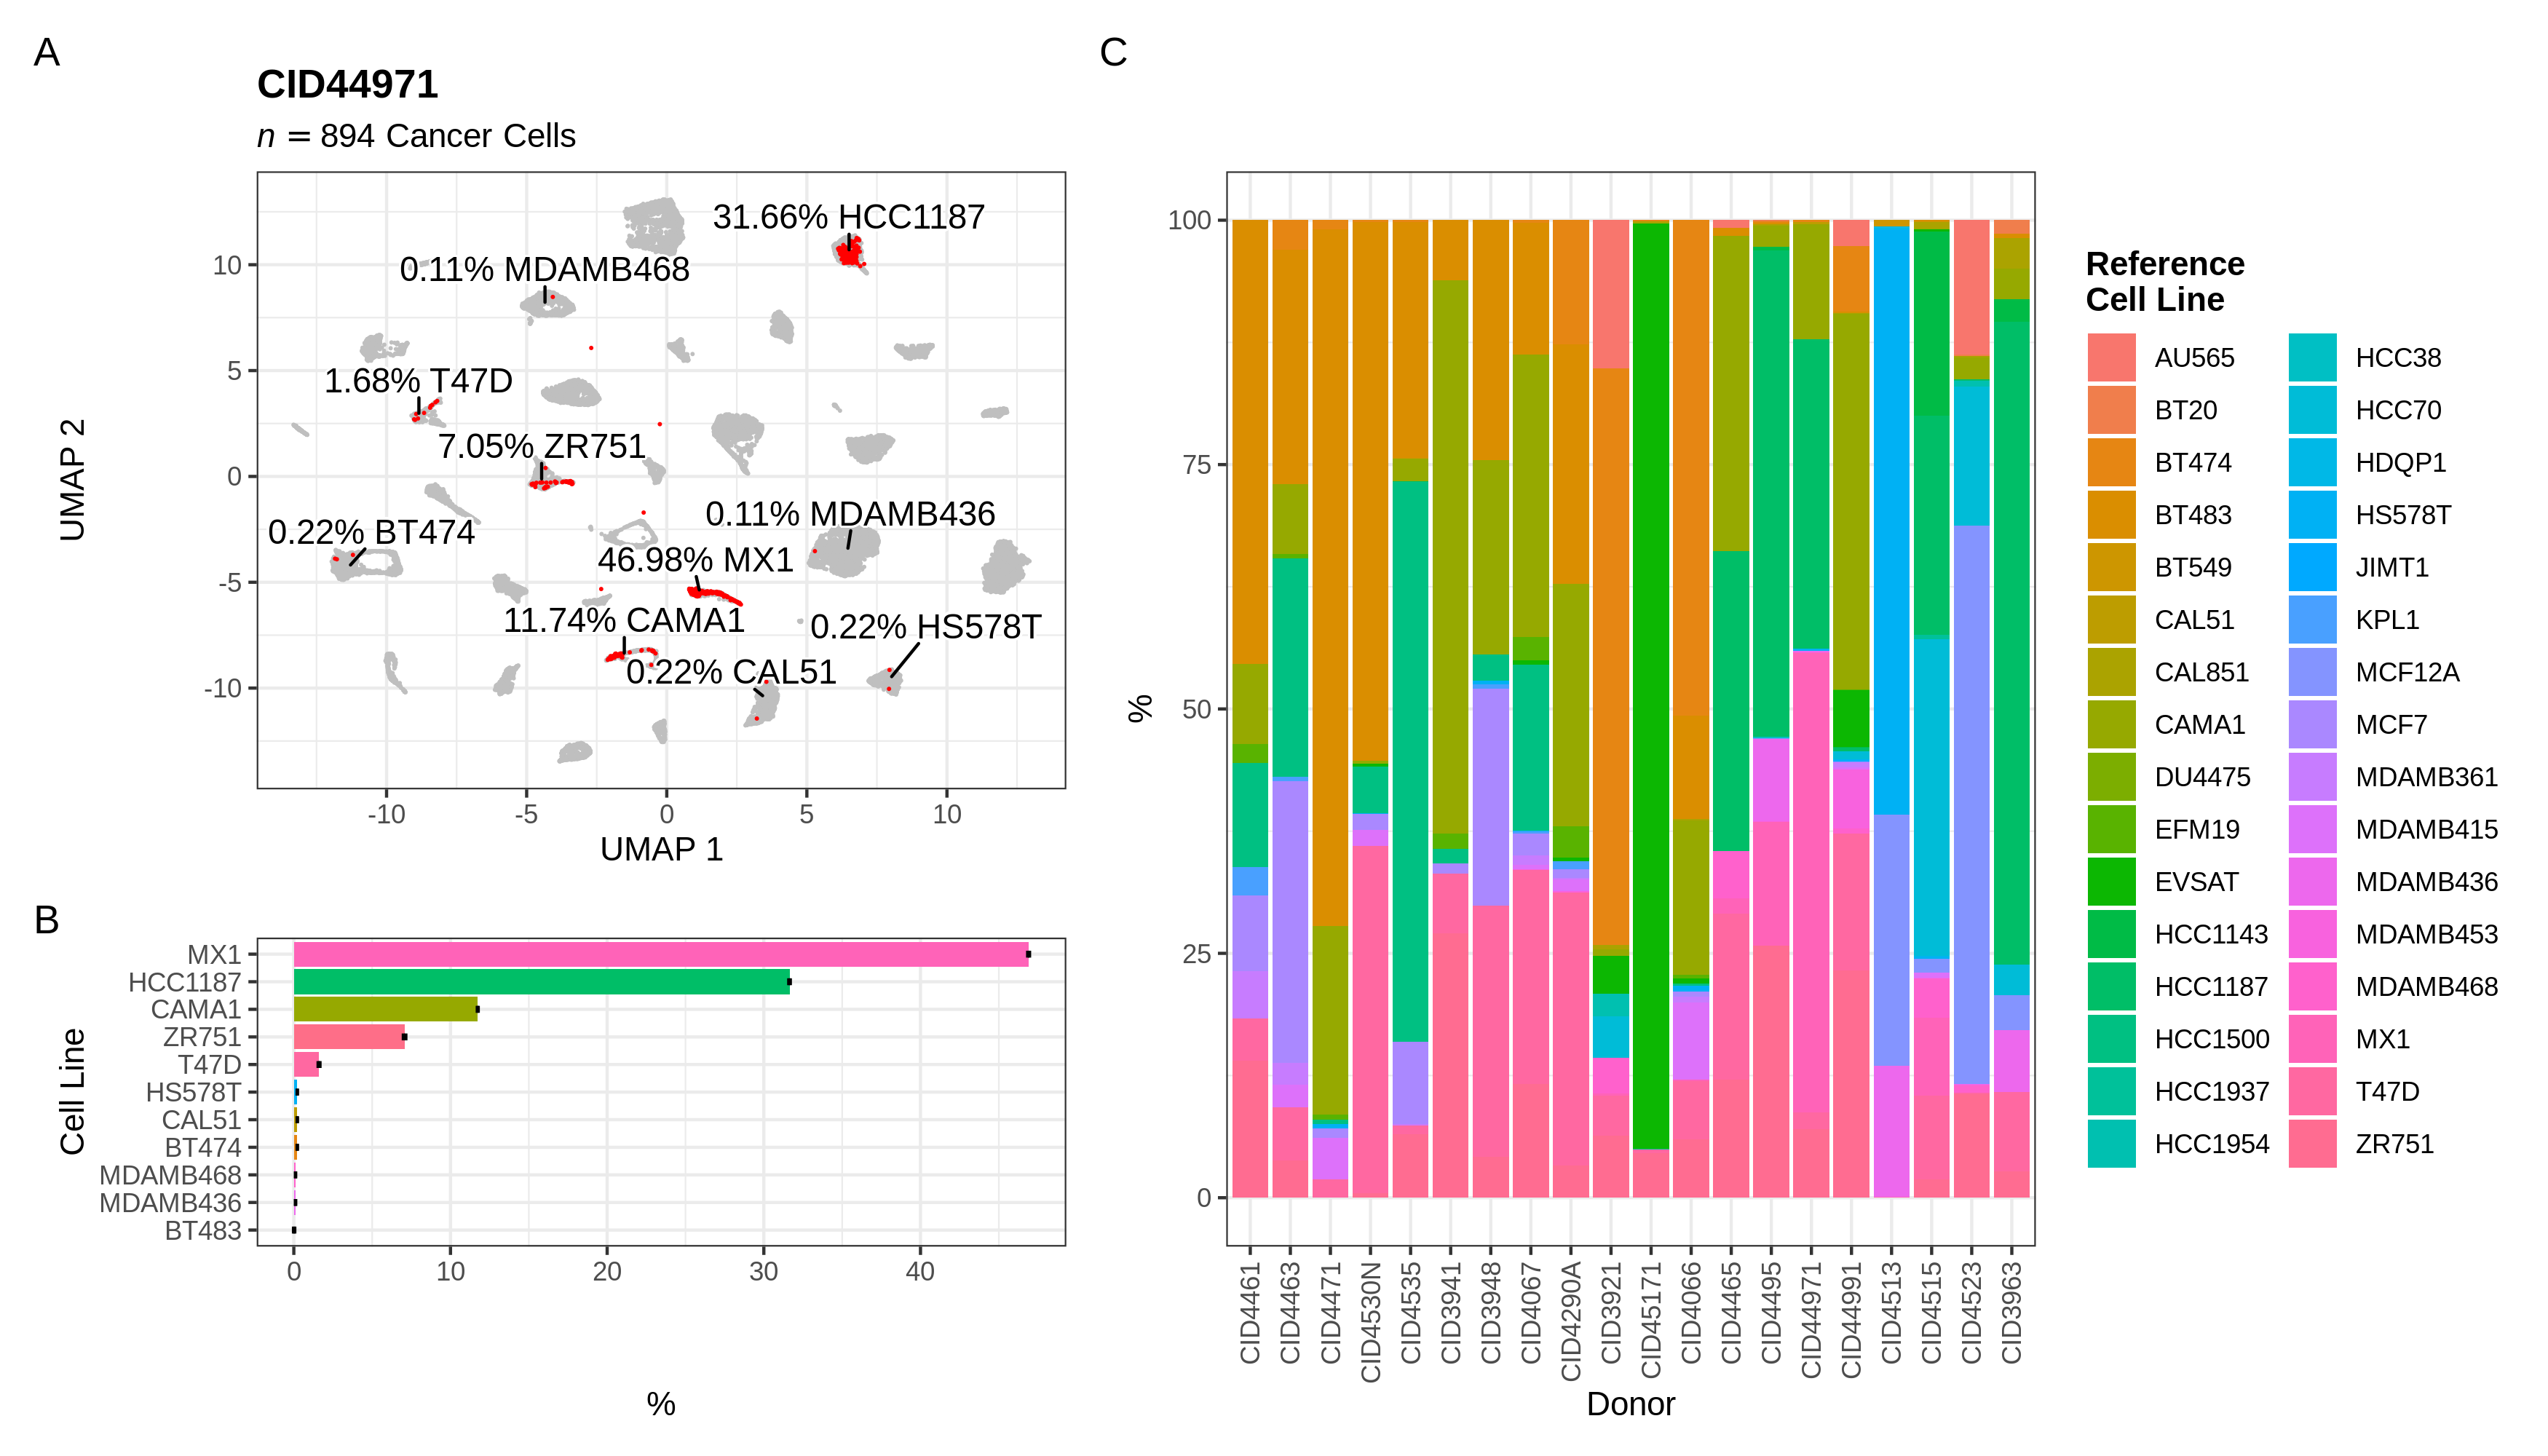 A
CID44971
n = 894 Cancer Cells
31.66% HCC1187
0.11% MDAMB468
1.68% T47D
7.05% ZR751
0.22% BT474
0.11% MDAMB436
46.98% MX1
11.74% CAMA1
0.22% HS578T
0.22% CAL51
10
5
0
-5
-10
UMAP 2
-10 -5 0 5 10
UMAP 1
B
MX1
HCC1187
CAMA1
ZR751
T47D
HS578T
CAL51
BT474
MDAMB468
MDAMB436
BT483
Cell Line
0 10 20 30 40
%
C
100
75
50
25
0
%
CID4461
CID4463
CID4471
CID4530N
CID4535
CID3941
CID3948
CID4067
CID4290A
CID3921
CID45171
CID4066
CID4465
CID4495
CID44971
CID44991
CID4513
CID4515
CID4523
CID3963
Donor
Reference
Cell Line
AU565
BT20
BT474
BT483
BT549
CAL51
CAL851
CAMA1
DU4475
EFM19
EVSAT
HCC1143
HCC1187
HCC1500
HCC1937
HCC1954
HCC38
HCC70
HDQP1
HS578T
JIMT1
KPL1
MCF12A
MCF7
MDAMB361
MDAMB415
MDAMB436
MDAMB453
MDAMB468
MX1
T47D
ZR751